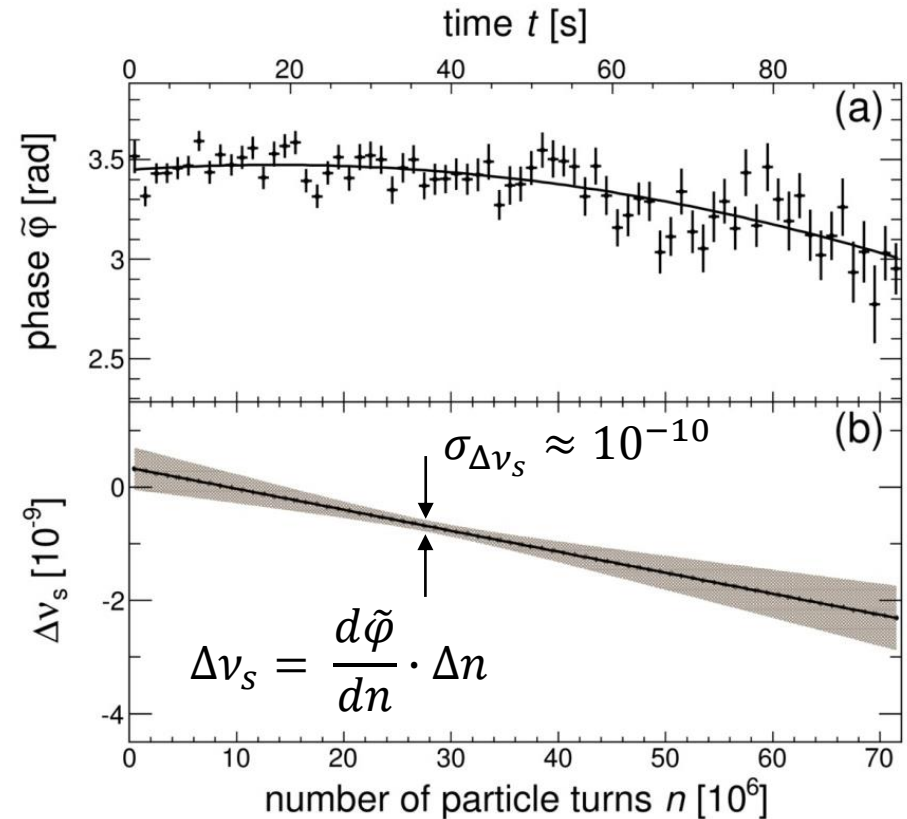 time t [s]
0 20 40 60 80
(a)
phase φ̃ [rad]
3.5
3
2.5
(b)
σ_{Δν_s} ≈ 10^{−10}
Δν_s [10^{-9}]
0
-2
-4
Δν_s = dφ̃/dn · Δn
0 10 20 30 40 50 60 70
number of particle turns n [10^6]